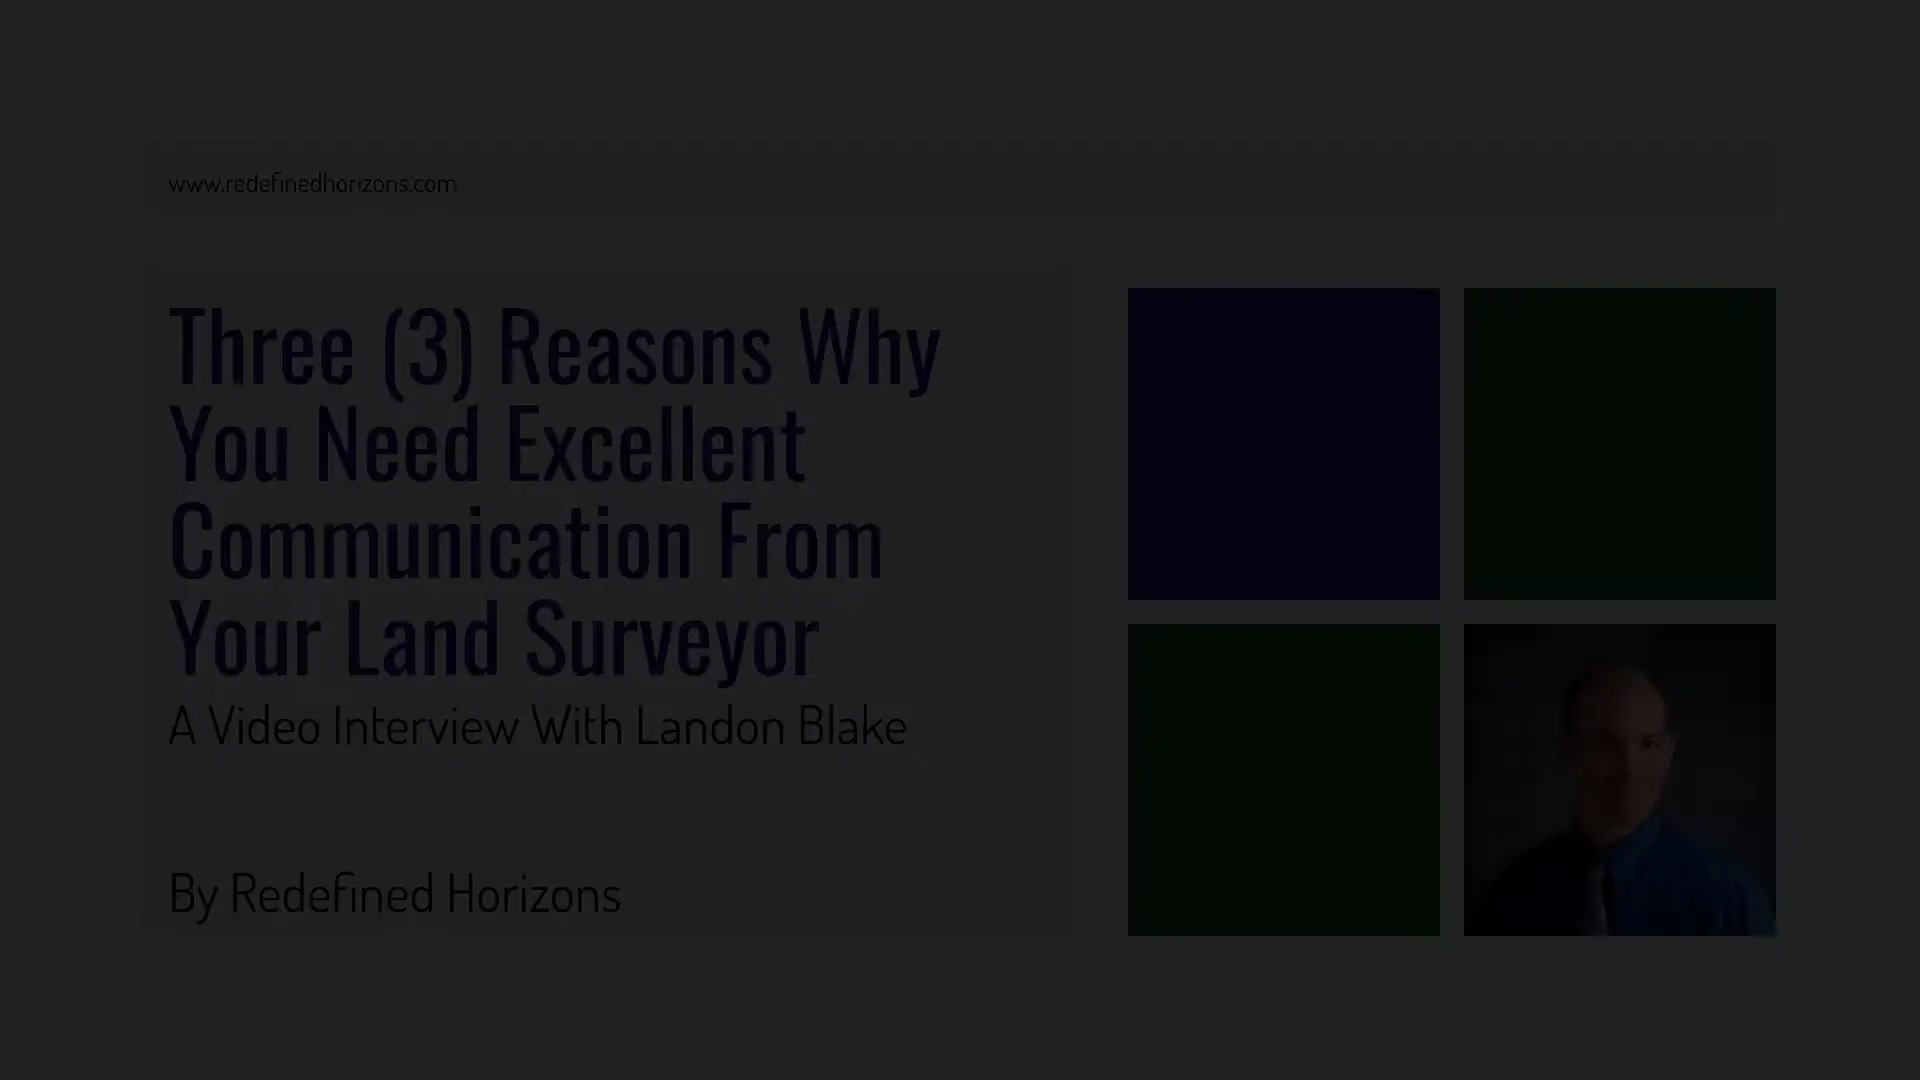 www.redefinedhorizons.com
Three (3) Reasons Why
You Need Excellent
Communication From
Your Land Surveyor
A Video Interview With Landon Blake
By Redefined Horizons